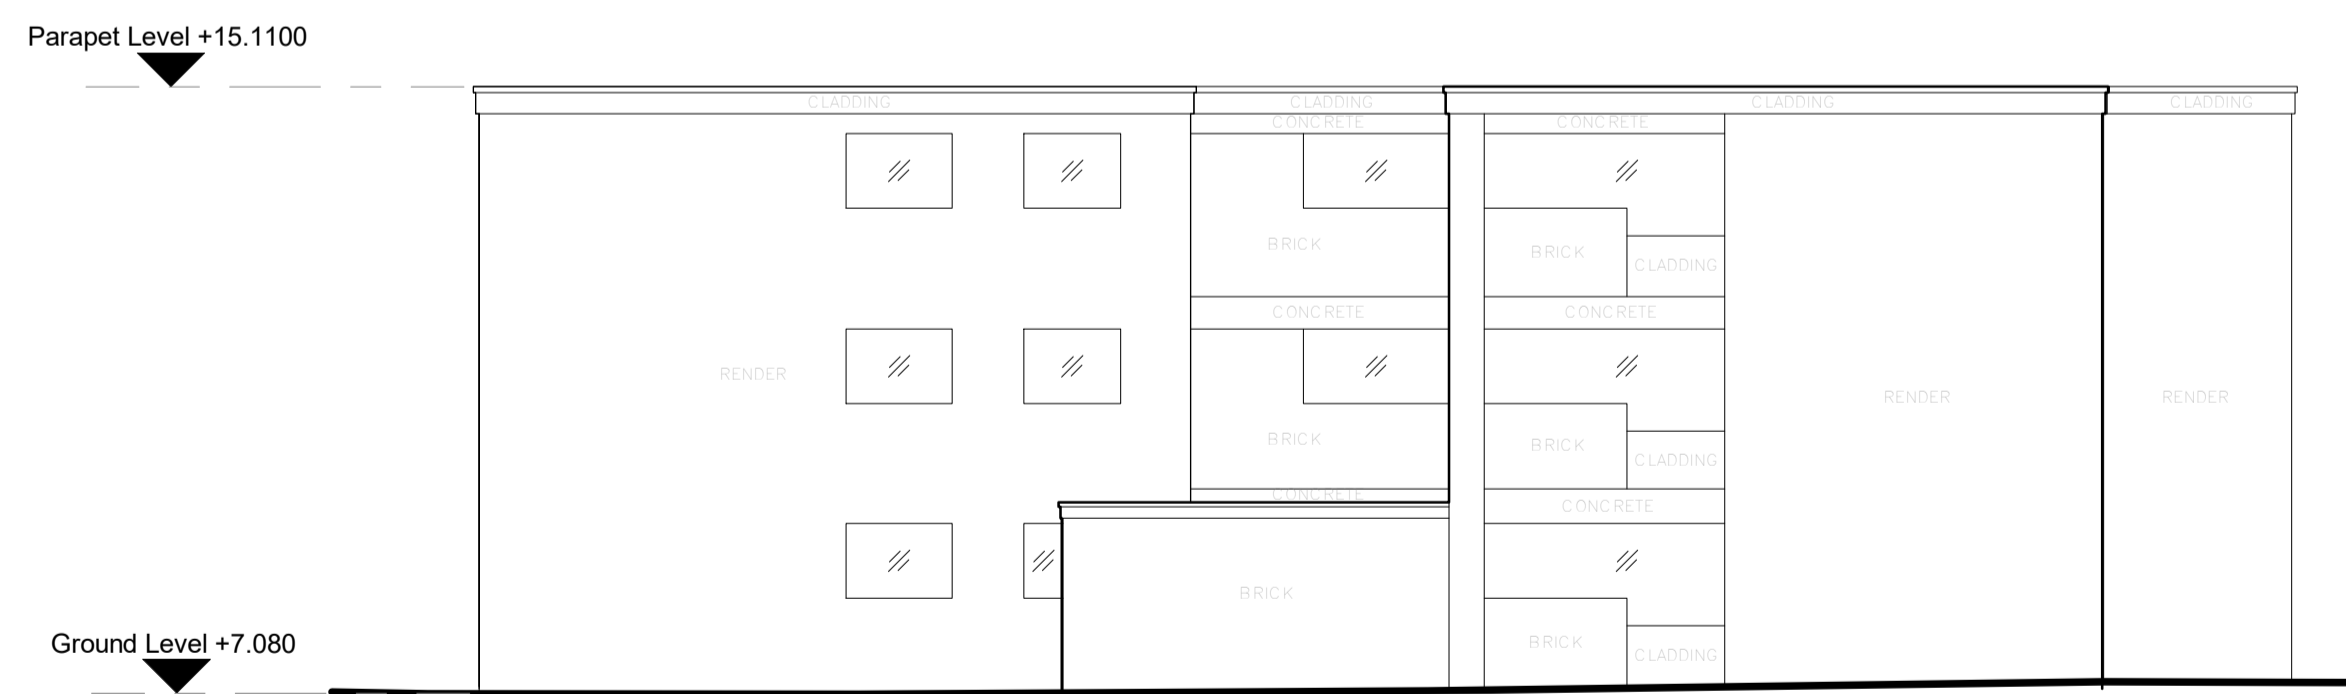 Parapet Level +15.1100
CLADDING CLADDING CLADDING CLADDING
CONCRETE CONCRETE
BRICK BRICK
CLADDING
CONCRETE CONCRETE
RENDER RENDER RENDER
BRICK BRICK
CLADDING
CONCRETE CONCRETE
BRICK
Ground Level +7.080
BRICK
CLADDING